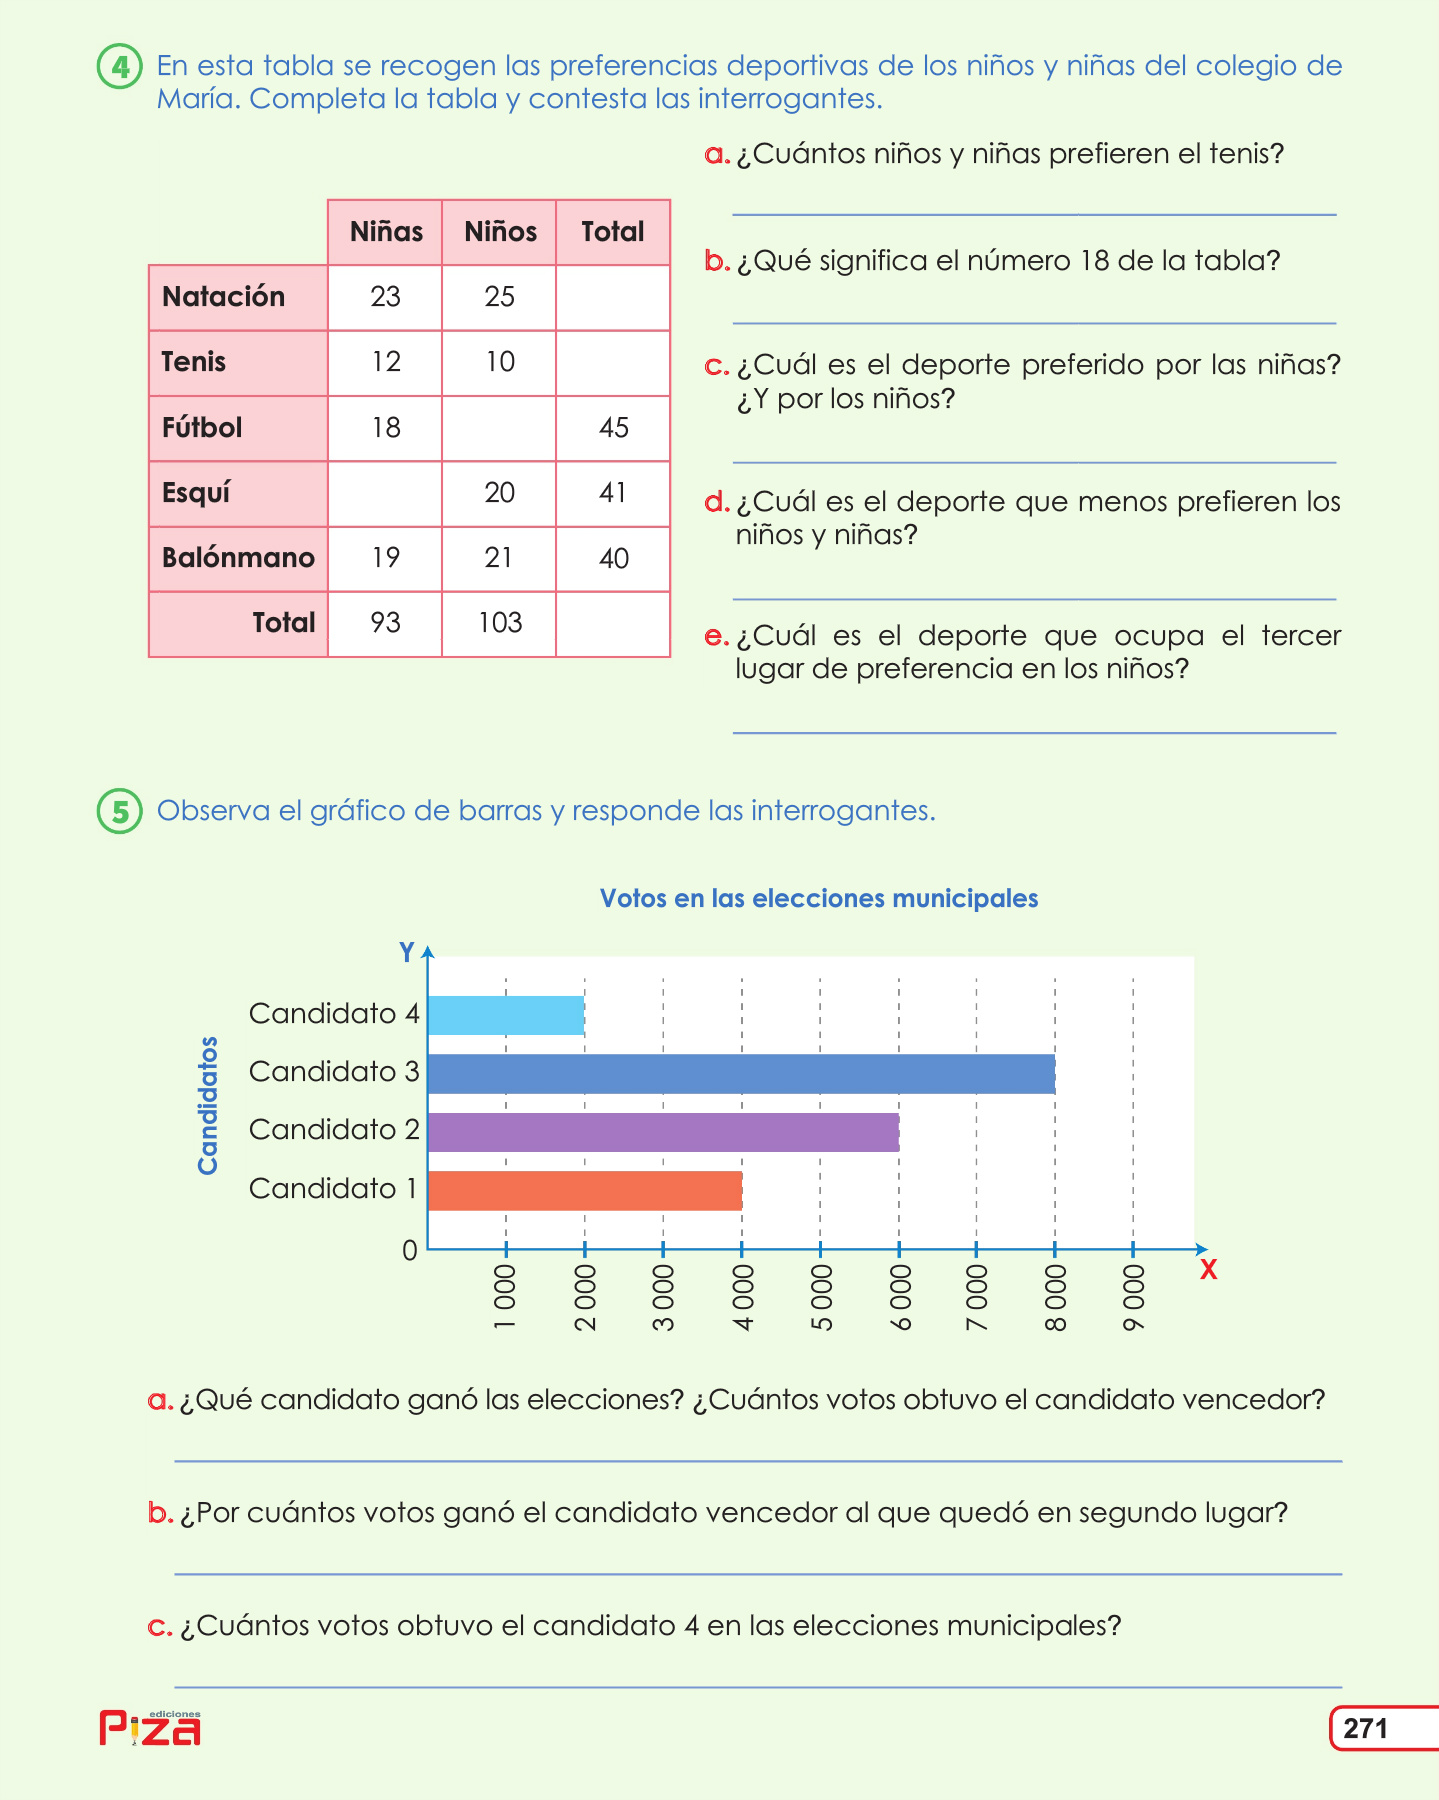 4 En esta tabla se recogen las preferencias deportivas de los niños y niñas del colegio de
María. Completa la tabla y contesta las interrogantes.
Niñas Niños Total
Natación 23 25
Tenis 12 10
Fútbol 18 45
Esquí 20 41
Balónmano 19 21 40
Total 93 103
a. ¿Cuántos niños y niñas prefieren el tenis?
b. ¿Qué significa el número 18 de la tabla?
c. ¿Cuál es el deporte preferido por las niñas?
¿Y por los niños?
d. ¿Cuál es el deporte que menos prefieren los
niños y niñas?
e. ¿Cuál es el deporte que ocupa el tercer
lugar de preferencia en los niños?
5 Observa el gráfico de barras y responde las interrogantes.
Votos en las elecciones municipales
Y
Candidatos
Candidato 4
Candidato 3
Candidato 2
Candidato 1
0
1 000 2 000 3 000 4 000 5 000 6 000 7 000 8 000 9 000
X
a. ¿Qué candidato ganó las elecciones? ¿Cuántos votos obtuvo el candidato vencedor?
b. ¿Por cuántos votos ganó el candidato vencedor al que quedó en segundo lugar?
c. ¿Cuántos votos obtuvo el candidato 4 en las elecciones municipales?
ediciones
Piza
271